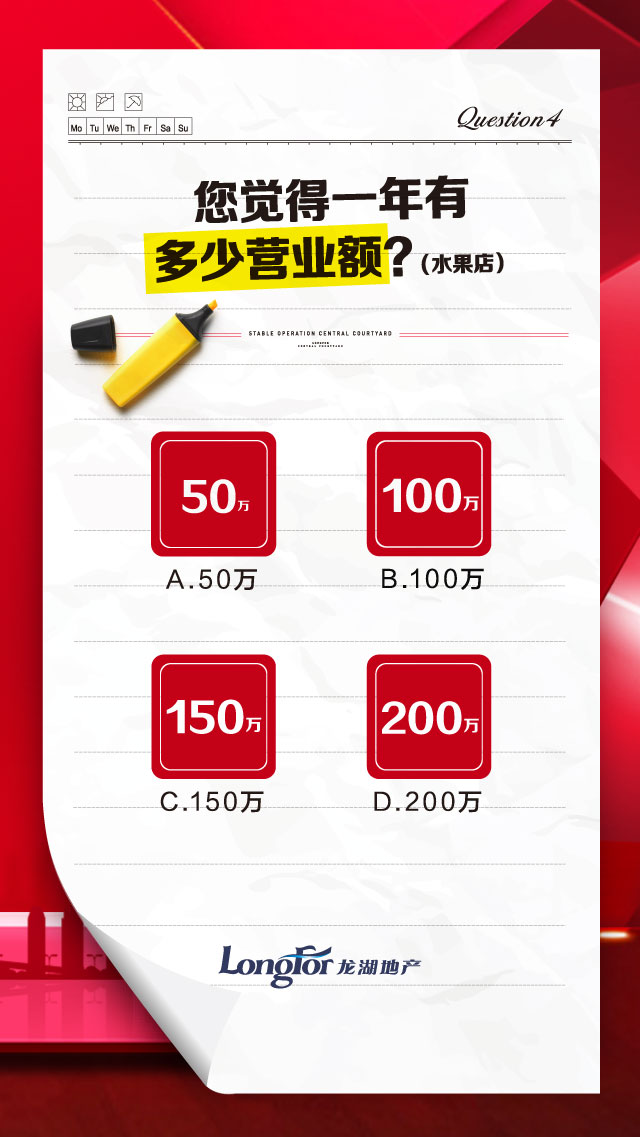 Question4
Mo Tu We Th Fr Sa Su
您觉得一年有
多少营业额?(水果店)
STABLE OPERATION CENTRAL COURTYARD
CENTRAL COURTYARD
50万 100万
A.50万 B.100万
150万 200万
C.150万 D.200万
LongFor 龙湖地产